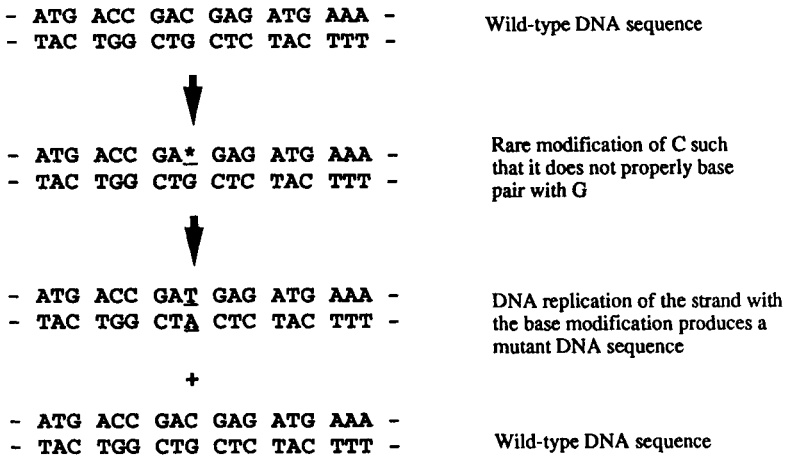 - ATG ACC GAC GAG ATG AAA -
- TAC TGG CTG CTC TAC TTT -
Wild-type DNA sequence
- ATG ACC GA* GAG ATG AAA -
- TAC TGG CTG CTC TAC TTT -
Rare modification of C such
that it does not properly base
pair with G
- ATG ACC GAT GAG ATG AAA -
- TAC TGG CTA CTC TAC TTT -
DNA replication of the strand with
the base modification produces a
mutant DNA sequence
+
- ATG ACC GAC GAG ATG AAA -
- TAC TGG CTG CTC TAC TTT -
Wild-type DNA sequence